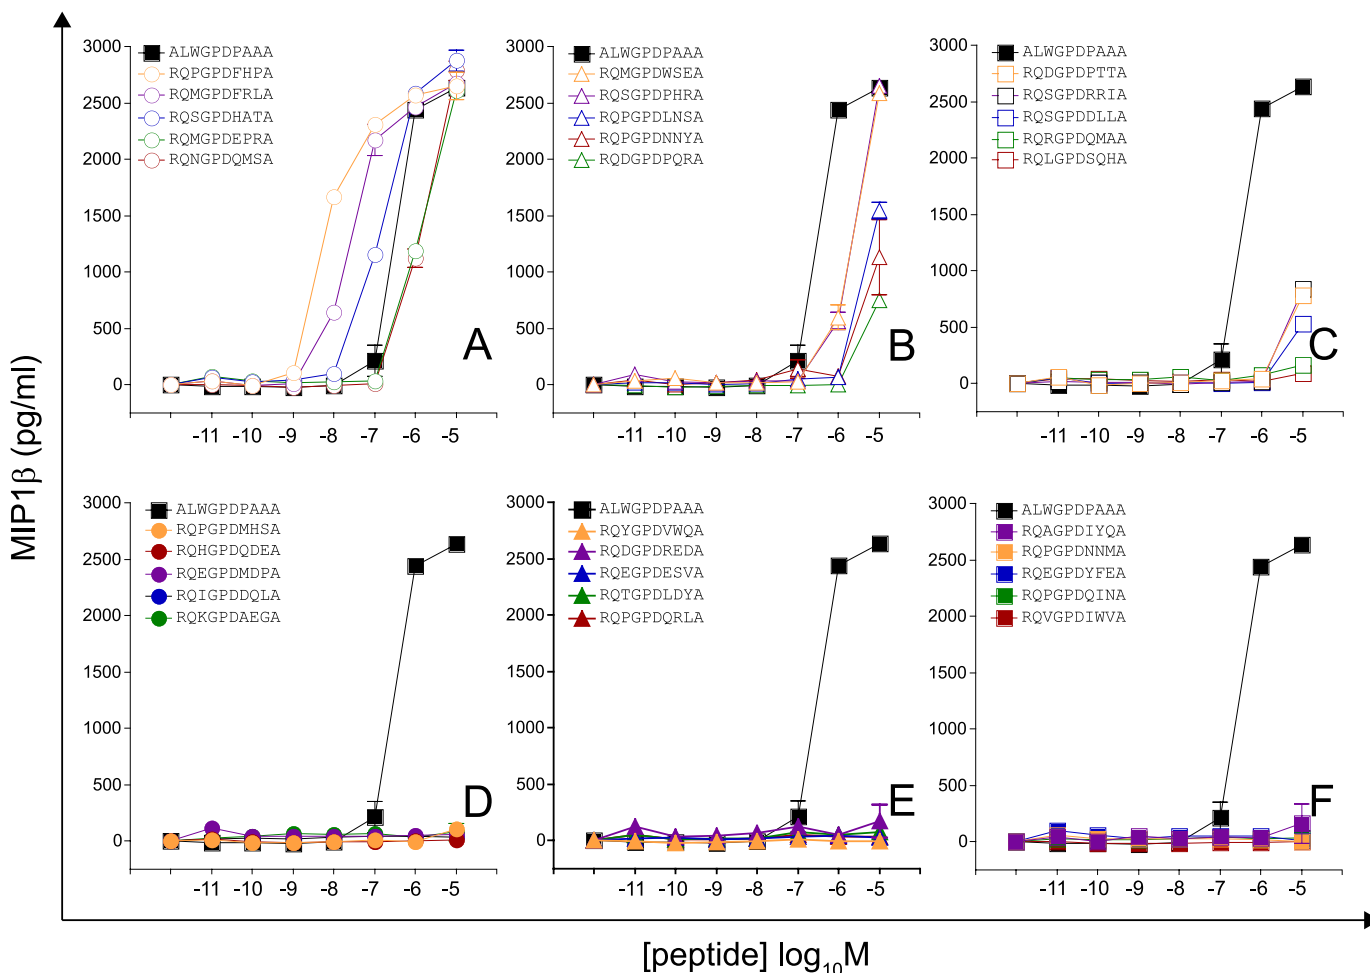 MIP1β (pg/ml)
3000
2500
2000
1500
1000
500
0
ALWGPDPAAA
RQPGPDFHPA
RQMGPDFRLA
RQSGPDHATA
RQMGPDEPRA
RQNGPDQMSA
A
-11 -10 -9 -8 -7 -6 -5
3000
2500
2000
1500
1000
500
0
ALWGPDPAAA
RQMGPDWSEA
RQSGPDPHRA
RQPGPDLNSA
RQPGPDNNYA
RQDGPDPQRA
B
-11 -10 -9 -8 -7 -6 -5
3000
2500
2000
1500
1000
500
0
ALWGPDPAAA
RQDGPDPTTA
RQSGPDRRIA
RQSGPDDLLA
RQRGPDQMAA
RQLGPDSQHA
C
-11 -10 -9 -8 -7 -6 -5
3000
2500
2000
1500
1000
500
0
ALWGPDPAAA
RQPGPDMHSA
RQHGPDQDEA
RQEGPDMDPA
RQIGPDDQLA
RQKGPDAEGA
D
-11 -10 -9 -8 -7 -6 -5
3000
2500
2000
1500
1000
500
0
ALWGPDPAAA
RQYGPDVWQA
RQDGPDREDA
RQEGPDESVA
RQTGPDLDYA
RQPGPDQRLA
E
-11 -10 -9 -8 -7 -6 -5
3000
2500
2000
1500
1000
500
0
ALWGPDPAAA
RQAGPDIYQA
RQPGPDNNMA
RQEGPDYFEA
RQPGPDQINA
RQVGPDIWVA
F
-11 -10 -9 -8 -7 -6 -5
[peptide] log₁₀M